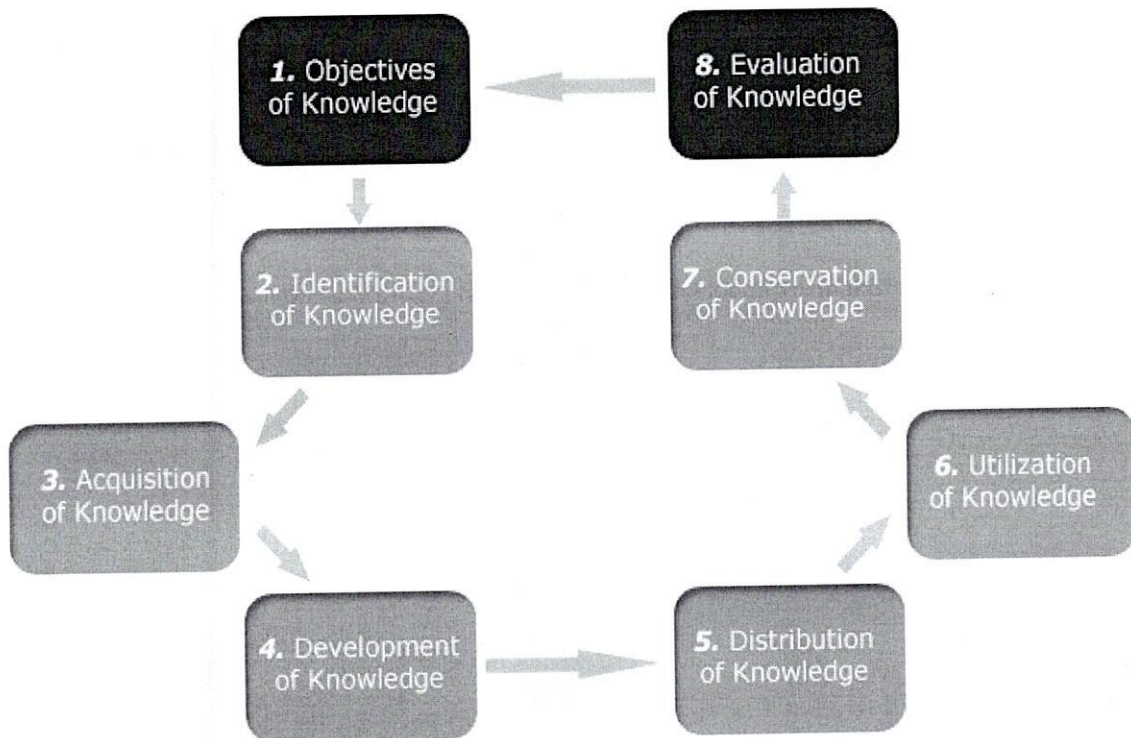 1. Objectives
of Knowledge
2. Identification
of Knowledge
3. Acquisition
of Knowledge
4. Development
of Knowledge
5. Distribution
of Knowledge
6. Utilization
of Knowledge
7. Conservation
of Knowledge
8. Evaluation
of Knowledge